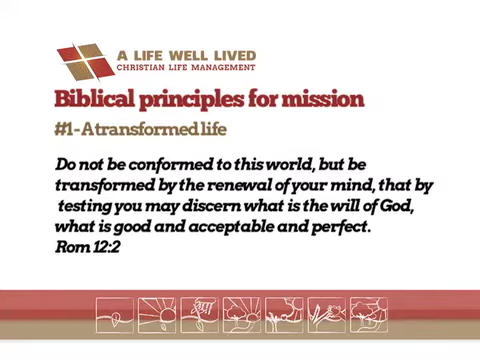 A LIFE WELL LIVED
CHRISTIAN LIFE MANAGEMENT
Biblical principles for mission
#1- A transformed life
Do not be conformed to this world, but be
transformed by the renewal of your mind, that by
testing you may discern what is the will of God,
what is good and acceptable and perfect.
Rom 12:2